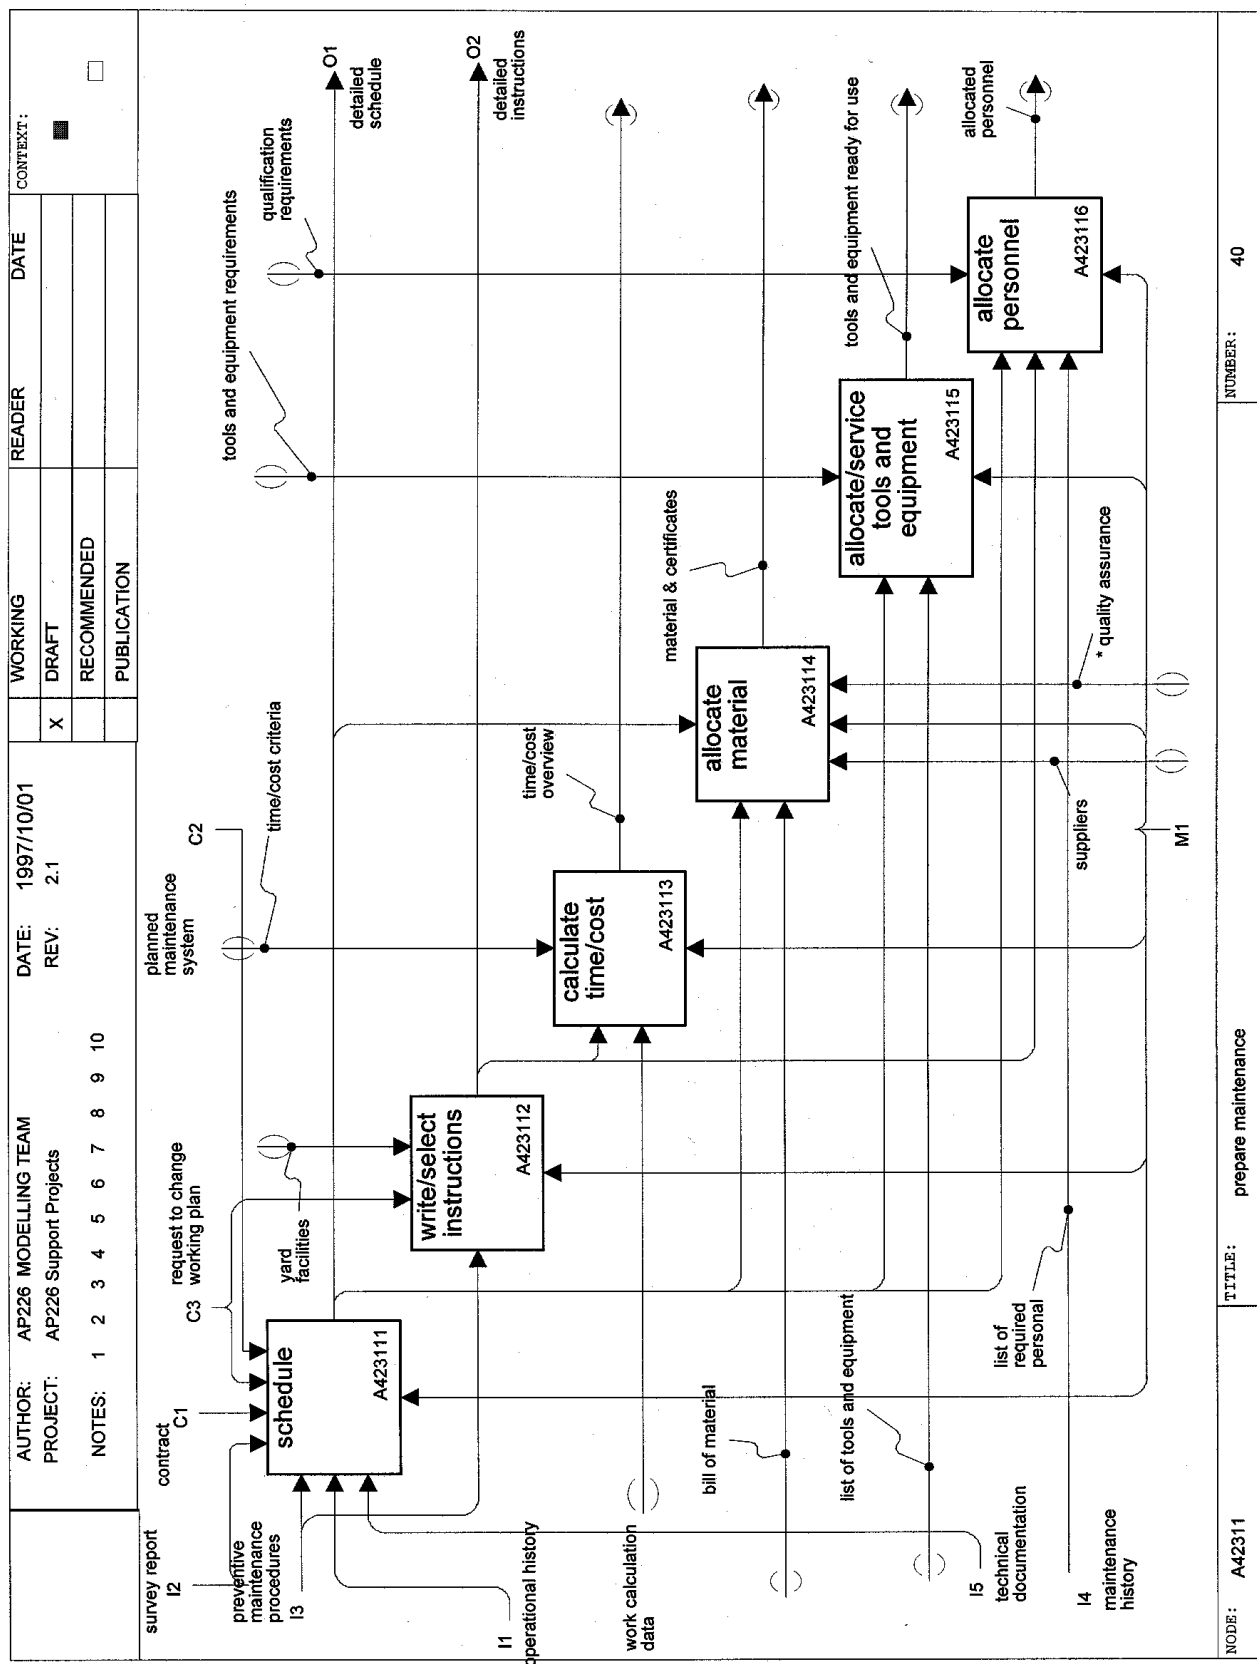 AUTHOR: AP226 MODELLING TEAM
DATE: 1997/10/01
WORKING
READER
DATE
CONTEXT:
PROJECT: AP226 Support Projects
REV: 2.1
X
DRAFT
RECOMMENDED
NOTES: 1 2 3 4 5 6 7 8 9 10
PUBLICATION
survey report
I2
contract
C1
request to change
working plan
C3
planned
maintenance
system
C2
time/cost criteria
tools and equipment requirements
qualification
requirements
preventive
maintenance
procedures
I3
yard
facilities
schedule
A423111
O1
detailed
schedule
write/select
instructions
A423112
O2
detailed
instructions
I1
operational history
calculate
time/cost
A423113
time/cost
overview
work calculation
data
allocate
material
A423114
material & certificates
bill of material
allocate/service
tools and
equipment
A423115
tools and equipment ready for use
list of tools and equipment
allocate
personnel
A423116
allocated
personnel
I5
technical
documentation
list of
required
personal
suppliers
* quality assurance
I4
maintenance
history
M1
NODE: A42311
TITLE: prepare maintenance
NUMBER: 40